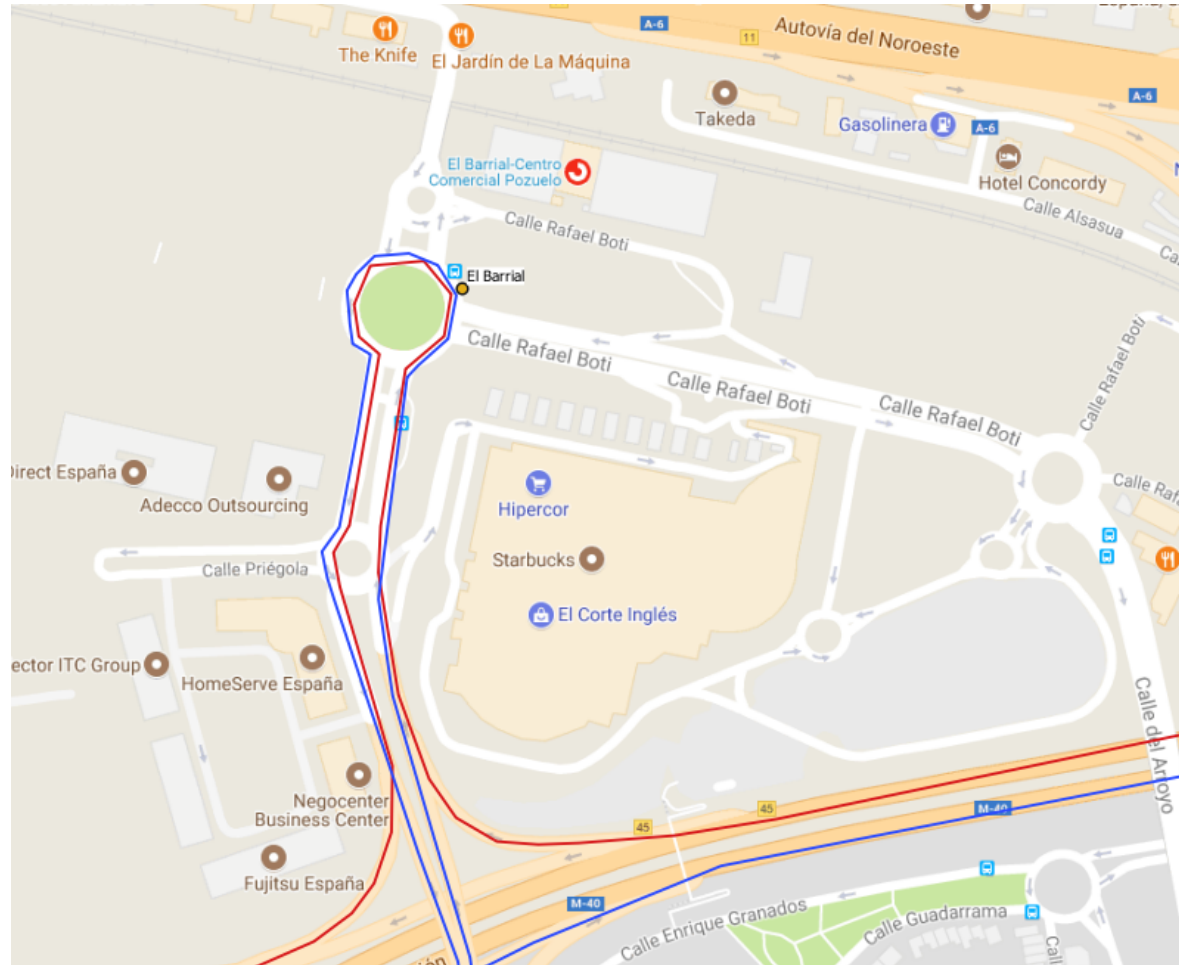 A-6
11
Autovía del Noroeste
The Knife
El Jardín de La Máquina
Takeda
Gasolinera
A-6
A-6
Hotel Concordy
El Barrial-Centro
Comercial Pozuelo
Calle Rafael Boti
Calle Alsasua
El Barrial
Calle Rafael Boti
Calle Rafael Boti
Calle Rafael Boti
Calle Rafael Boti
Direct España
Adecco Outsourcing
Hipercor
Starbucks
Calle Priégola
El Corte Inglés
ector ITC Group
HomeServe España
Calle del Arroyo
Negocenter
Business Center
45
45
M-40
Fujitsu España
M-40
Calle Enrique Granados
Calle Guadarrama